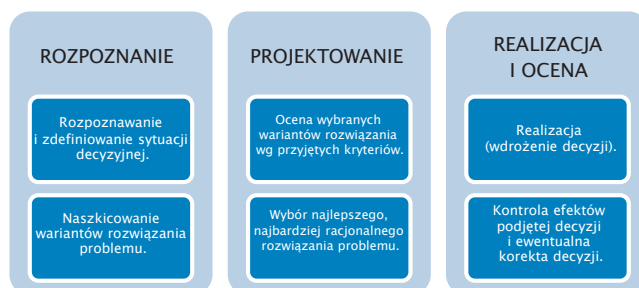 ROZPOZNANIE
Rozpoznawanie
i zdefiniowanie sytuacji
decyzyjnej.
Naszkicowanie
wariantów rozwiązania
problemu.
PROJEKTOWANIE
Ocena wybranych
wariantów rozwiązania
wg przyjętych kryteriów.
Wybór najlepszego,
najbardziej racjonalnego
rozwiązania problemu.
REALIZACJA
I OCENA
Realizacja
(wdrożenie decyzji).
Kontrola efektów
podjętej decyzji
i ewentualna
korekta decyzji.